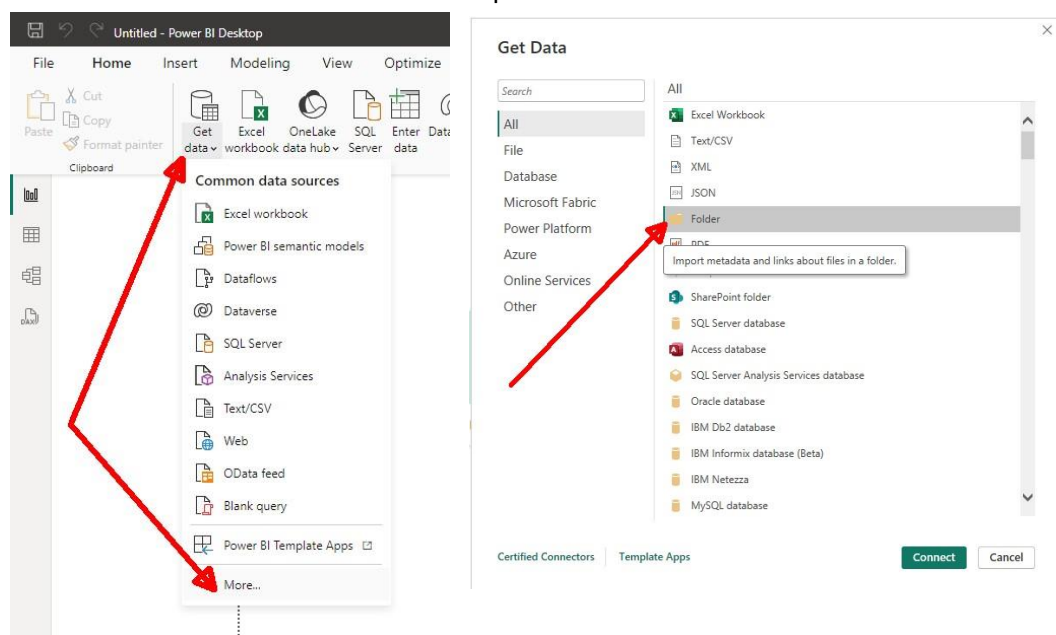 Untitled - Power BI Desktop
File Home Insert Modeling View Optimize
Paste
Cut
Copy
Format painter
Clipboard
Get data
Excel workbook
OneLake data hub
SQL Server
Enter data
Data
Common data sources
Excel workbook
Power BI semantic models
Dataflows
Dataverse
SQL Server
Analysis Services
Text/CSV
Web
OData feed
Blank query
Power BI Template Apps
More...
Get Data
Search
All
File
Database
Microsoft Fabric
Power Platform
Azure
Online Services
Other
All
Excel Workbook
Text/CSV
XML
JSON
Folder
Import metadata and links about files in a folder.
SharePoint folder
SQL Server database
Access database
SQL Server Analysis Services database
Oracle database
IBM Db2 database
IBM Informix database (Beta)
IBM Netezza
MySQL database
Certified Connectors Template Apps
Connect Cancel